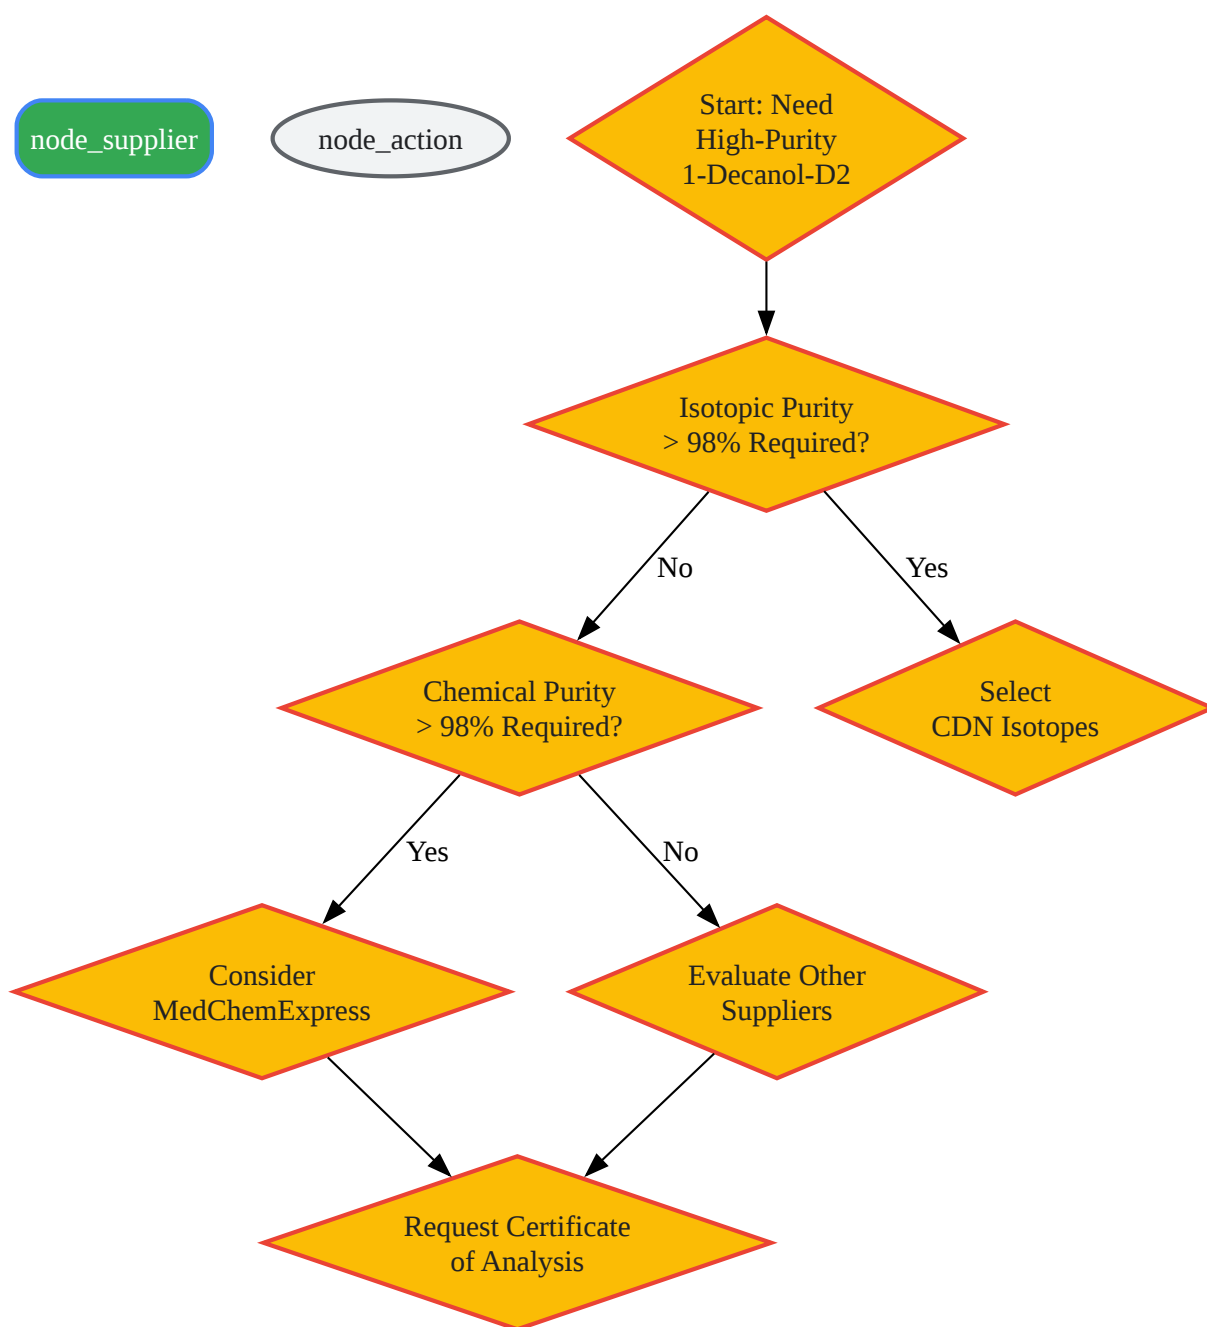 node_supplier
node_action
Start: Need
High-Purity
1-Decanol-D2
Isotopic Purity
> 98% Required?
No
Yes
Chemical Purity
> 98% Required?
Select
CDN Isotopes
Yes
No
Consider
MedChemExpress
Evaluate Other
Suppliers
Request Certificate
of Analysis